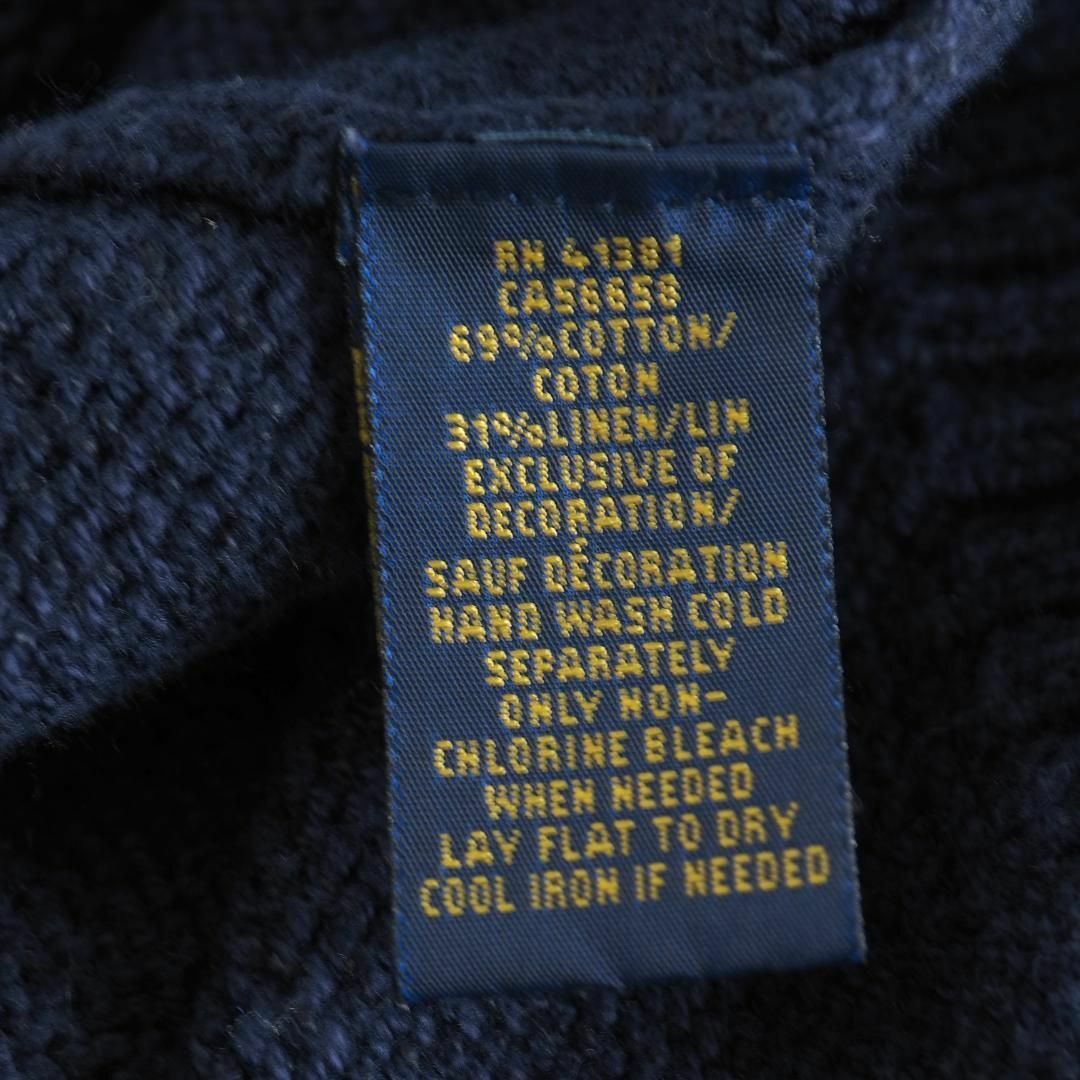 RN 41381
CA56858
69%COTTON/
COTON
31%LINEN/LIN
EXCLUSIVE OF
DECORATION/
SAUF DÉCORATION
HAND WASH COLD
SEPARATELY
ONLY NON-
CHLORINE BLEACH
WHEN NEEDED
LAY FLAT TO DRY
COOL IRON IF NEEDED